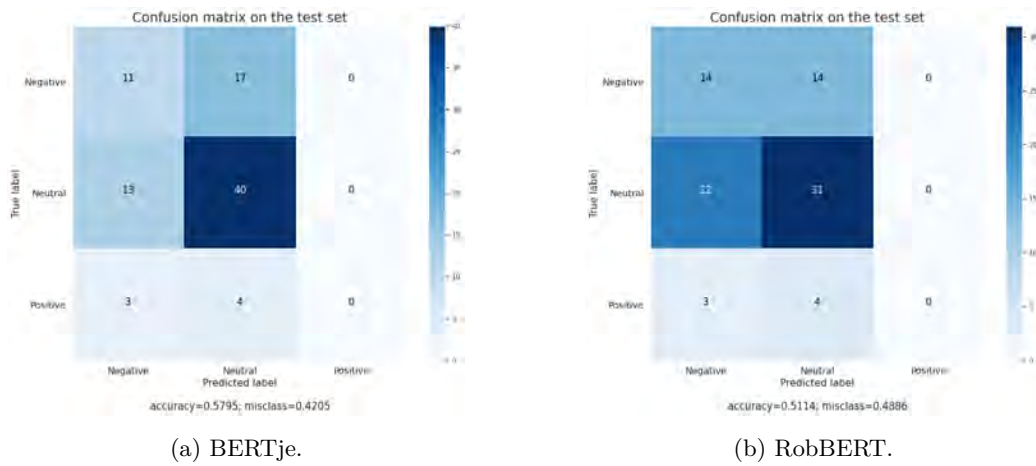 Confusion matrix on the test set
Negative
11
17
0
Neutral
13
40
0
Positive
3
4
0
True label
Negative
Neutral
Positive
Predicted label
accuracy=0.5795; misclass=0.4205
(a) BERTje.
Confusion matrix on the test set
Negative
14
14
0
Neutral
22
31
0
Positive
3
4
0
True label
Negative
Neutral
Positive
Predicted label
accuracy=0.5114; misclass=0.4886
(b) RobBERT.